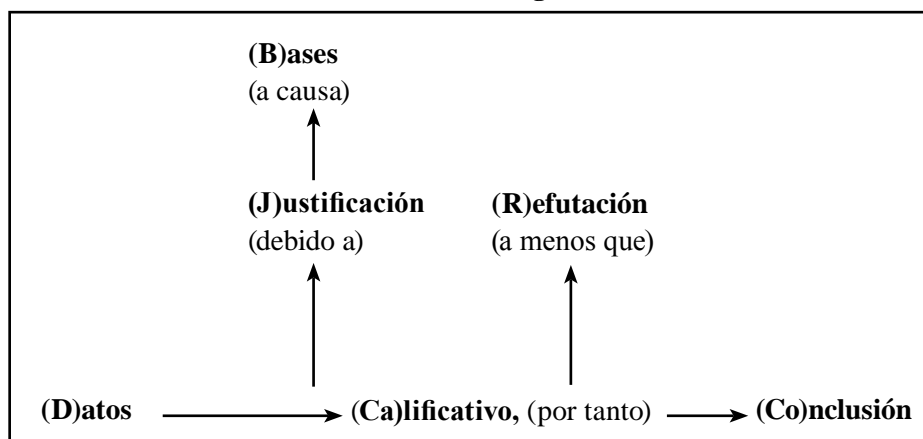 (B)ases
(a causa)
(J)ustificación
(debido a)
(R)efutación
(a menos que)
(D)atos
(Ca)lificativo, (por tanto)
(Co)nclusión